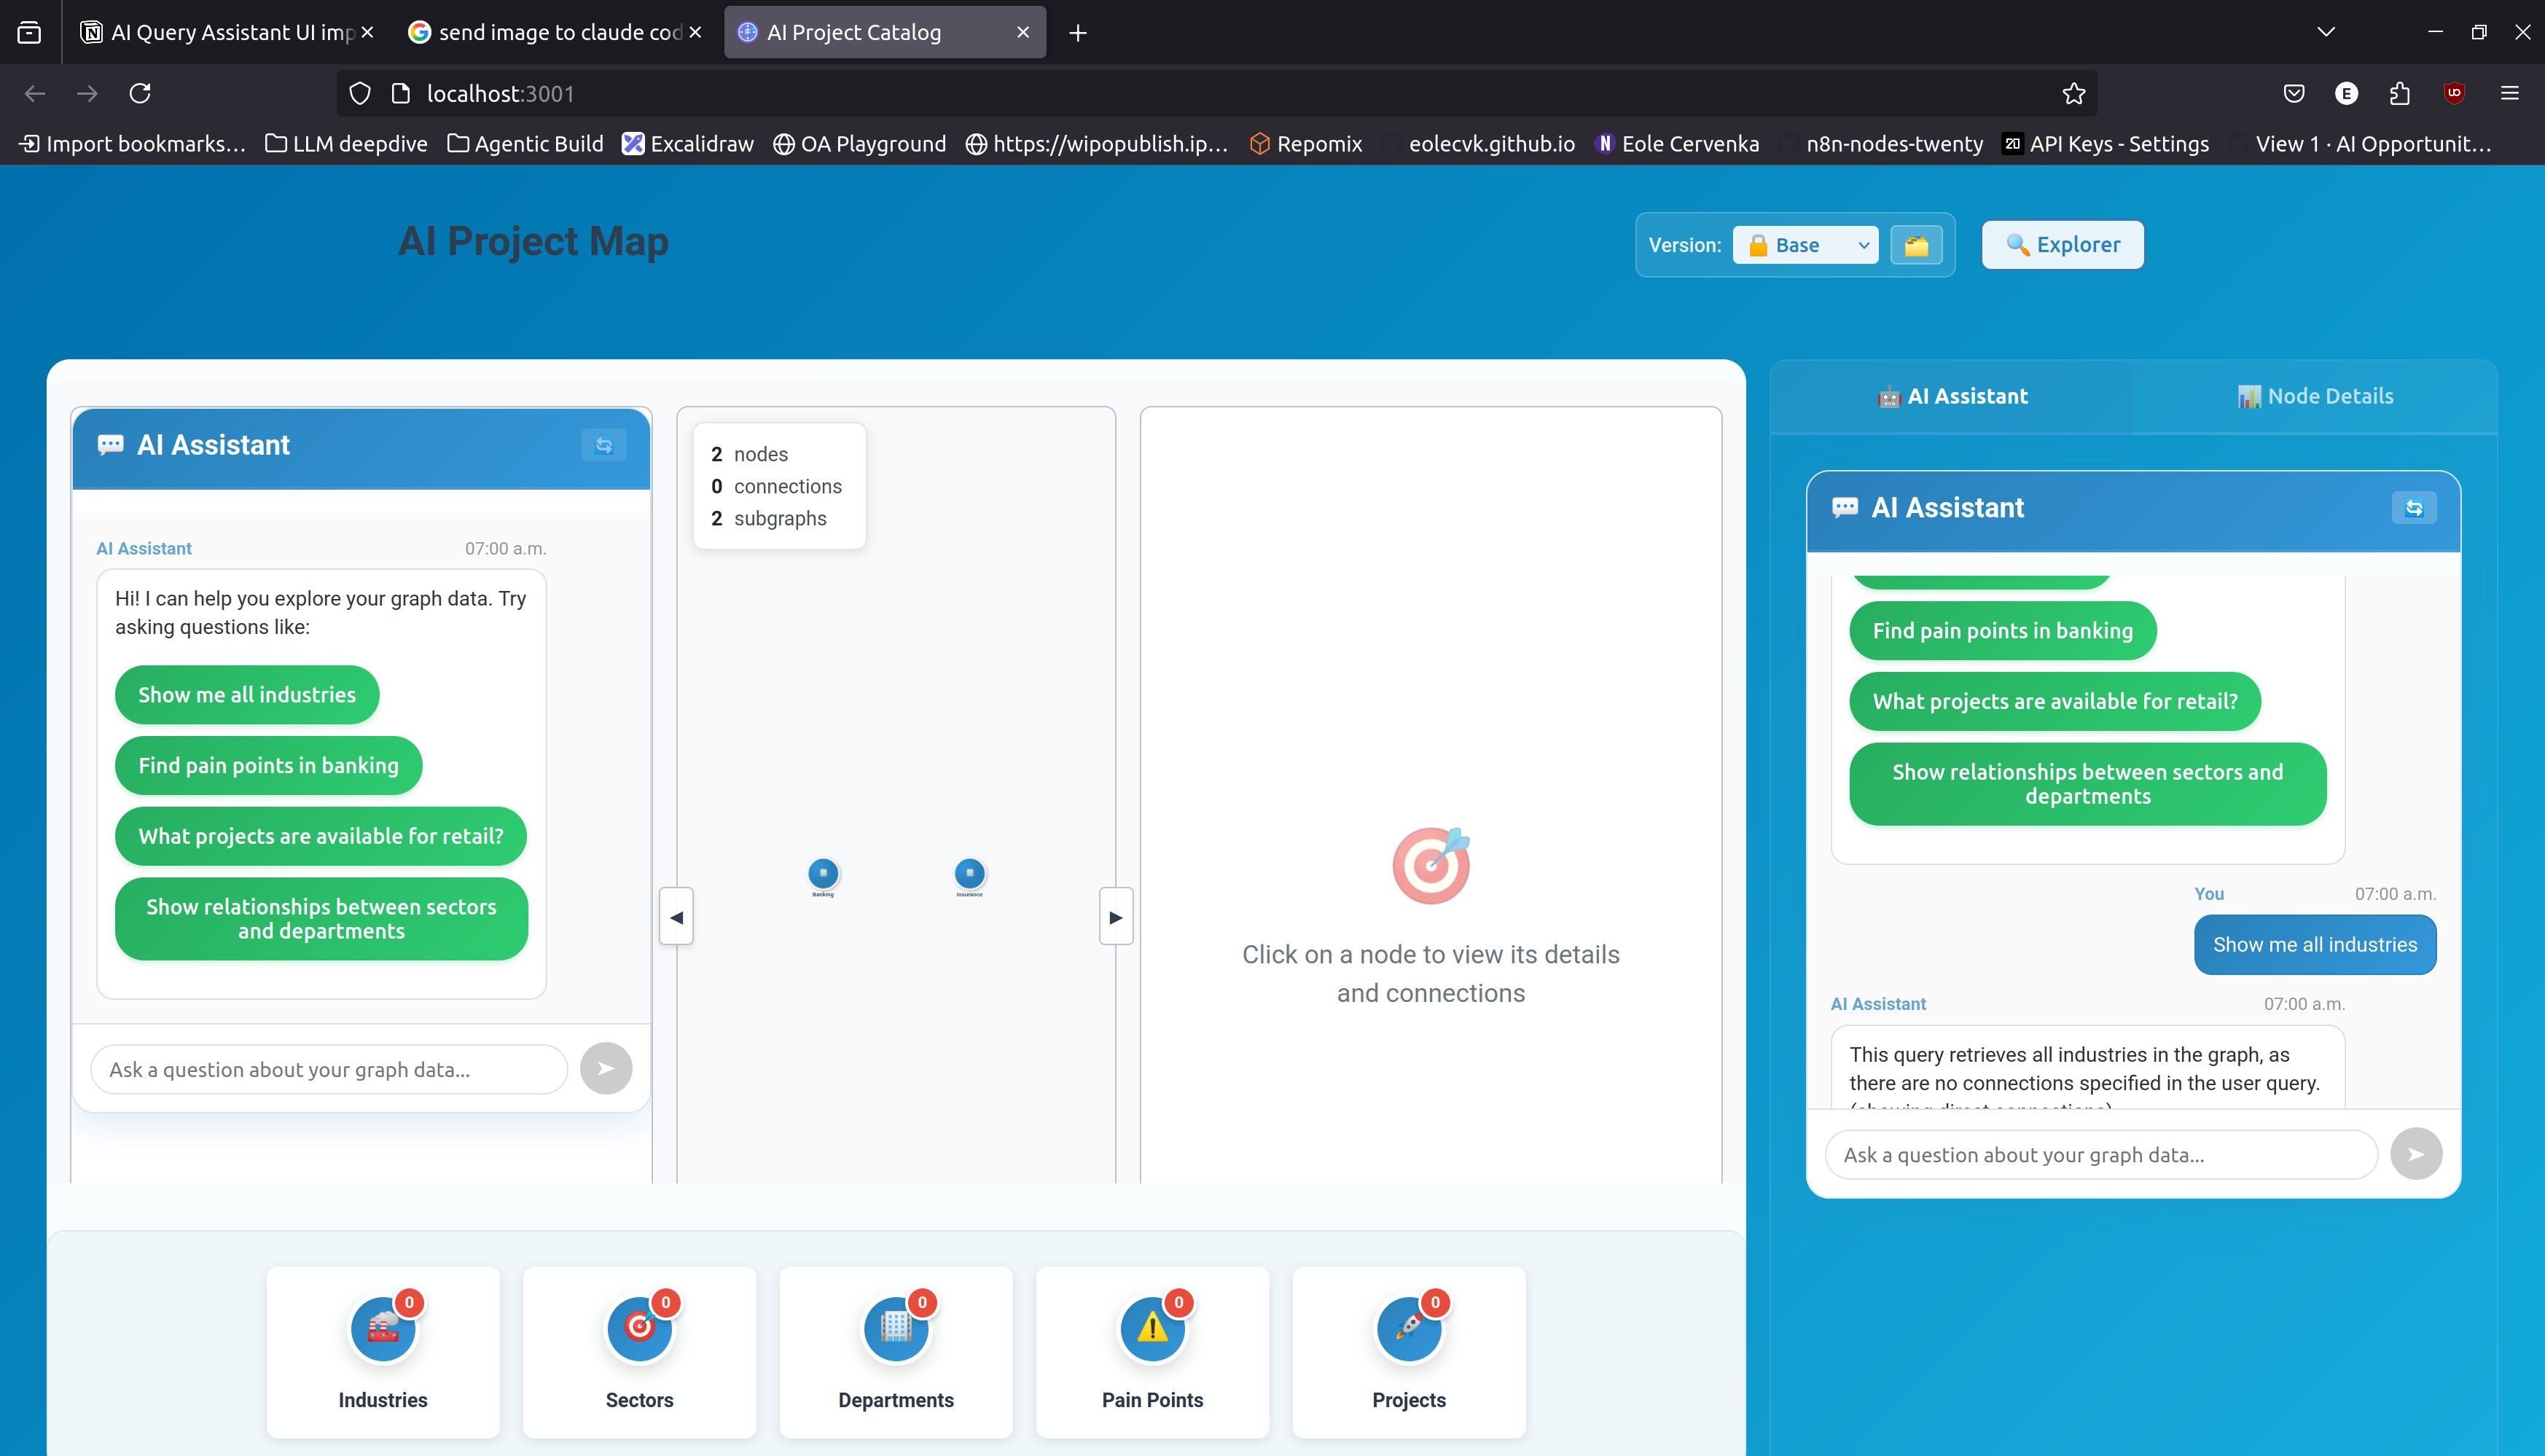 AI Query Assistant UI imp
send image to claude cod
AI Project Catalog
localhost:3001
Import bookmarks...
LLM deepdive
Agentic Build
Excalidraw
OA Playground
https://wipopublish.ip...
Repomix
eolecvk.github.io
Eole Cervenka
n8n-nodes-twenty
API Keys - Settings
View 1 · AI Opportunit...
AI Project Map
Version:
Base
Explorer
AI Assistant
AI Assistant
07:00 a.m.
Hi! I can help you explore your graph data. Try
asking questions like:
Show me all industries
Find pain points in banking
What projects are available for retail?
Show relationships between sectors
and departments
Ask a question about your graph data...
2 nodes
0 connections
2 subgraphs
Banking
Insurance
Click on a node to view its details
and connections
AI Assistant
Node Details
AI Assistant
Find pain points in banking
What projects are available for retail?
Show relationships between sectors and
departments
You
07:00 a.m.
Show me all industries
AI Assistant
07:00 a.m.
This query retrieves all industries in the graph, as
there are no connections specified in the user query.
(showing direct connections)
Ask a question about your graph data...
0
Industries
0
Sectors
0
Departments
0
Pain Points
0
Projects